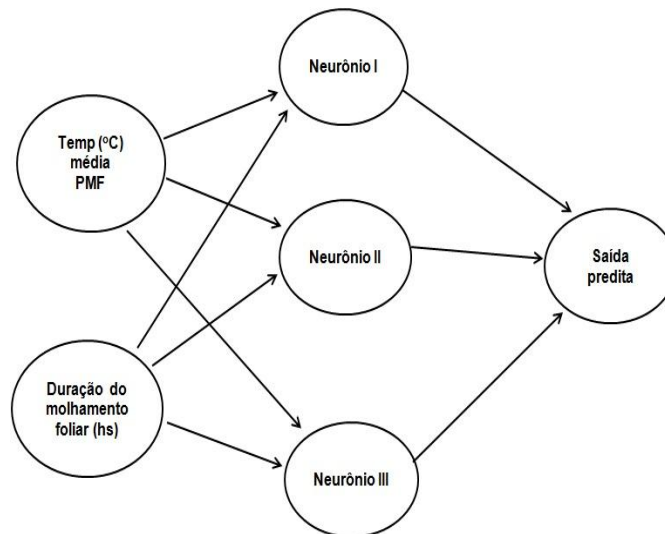 Neurônio I
Temp (ºC)
média
PMF
Neurônio II
Saída
predita
Duração do
molhamento
foliar (hs)
Neurônio III